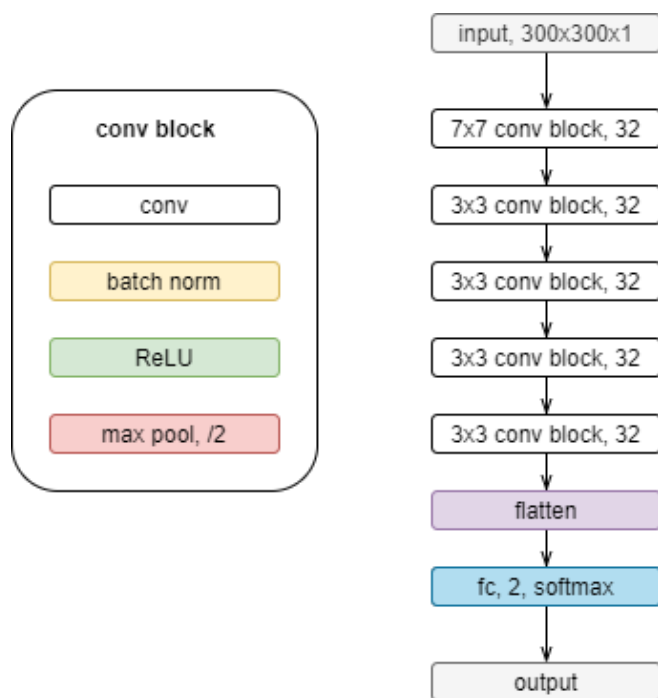 conv block
conv
batch norm
ReLU
max pool, /2
input, 300x300x1
7x7 conv block, 32
3x3 conv block, 32
3x3 conv block, 32
3x3 conv block, 32
3x3 conv block, 32
flatten
fc, 2, softmax
output